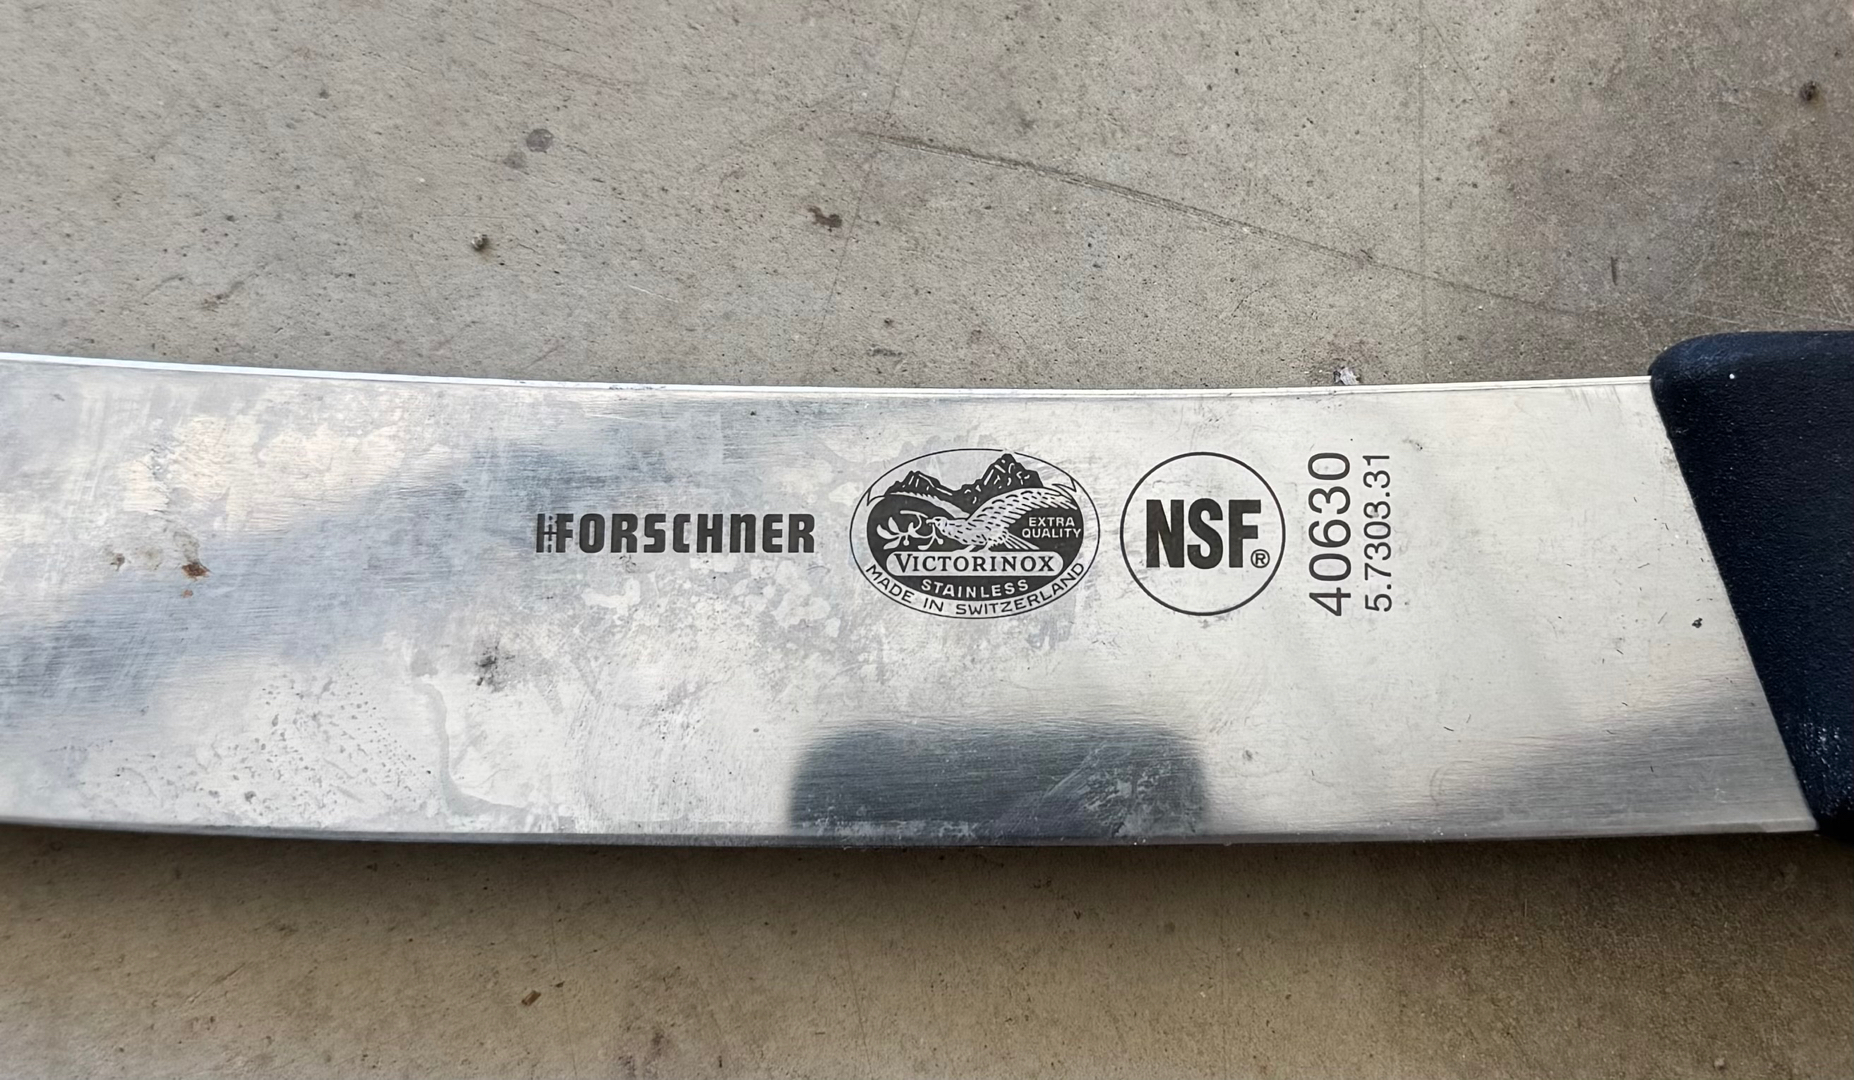 FORSCHNER
EXTRA
QUALITY
VICTORINOX
STAINLESS
MADE IN SWITZERLAND
NSF®
40630
5.7303.31